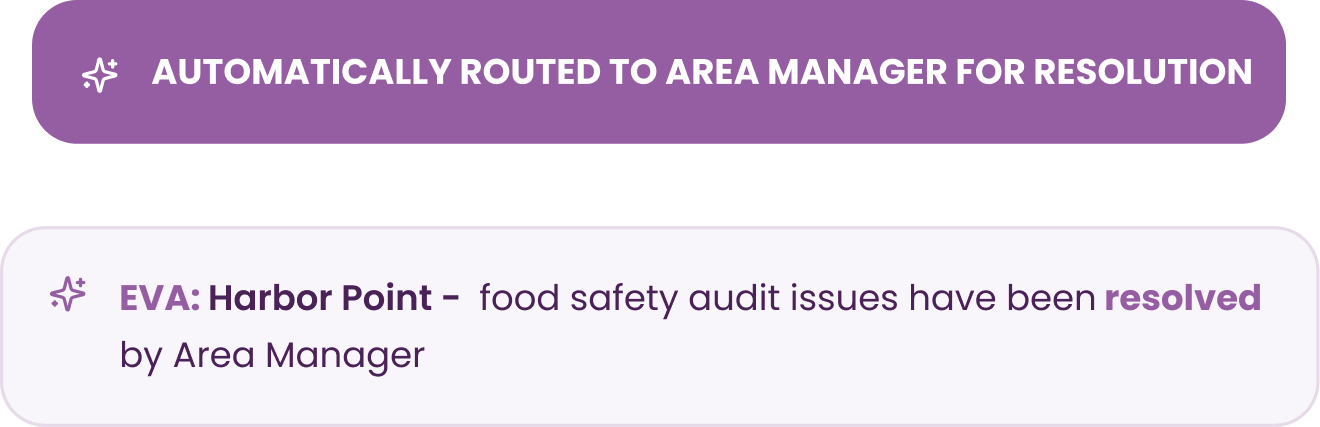 AUTOMATICALLY ROUTED TO AREA MANAGER FOR RESOLUTION
EVA: Harbor Point - food safety audit issues have been resolved
by Area Manager